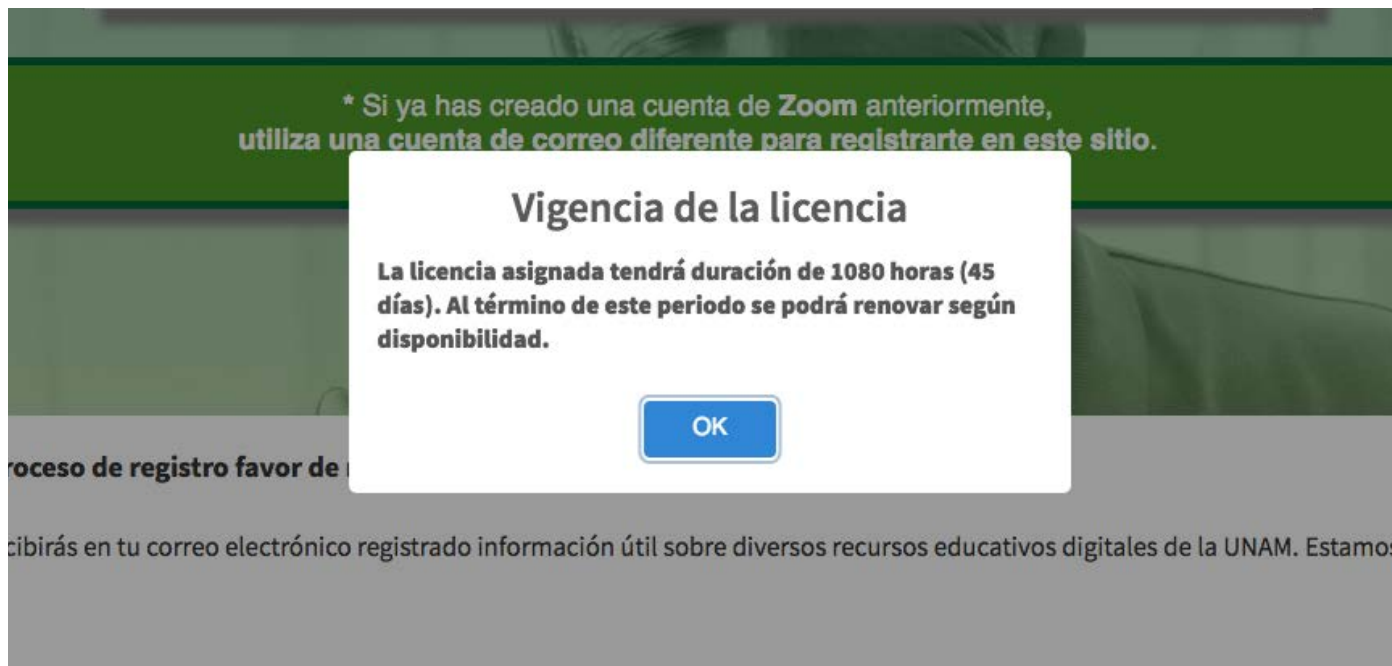 * Si ya has creado una cuenta de Zoom anteriormente,
utiliza una cuenta de correo diferente para registrarte en este sitio.
Vigencia de la licencia
La licencia asignada tendrá duración de 1080 horas (45
días). Al término de este periodo se podrá renovar según
disponibilidad.
OK
roceso de registro favor de
cibirás en tu correo electrónico registrado información útil sobre diversos recursos educativos digitales de la UNAM. Estamos